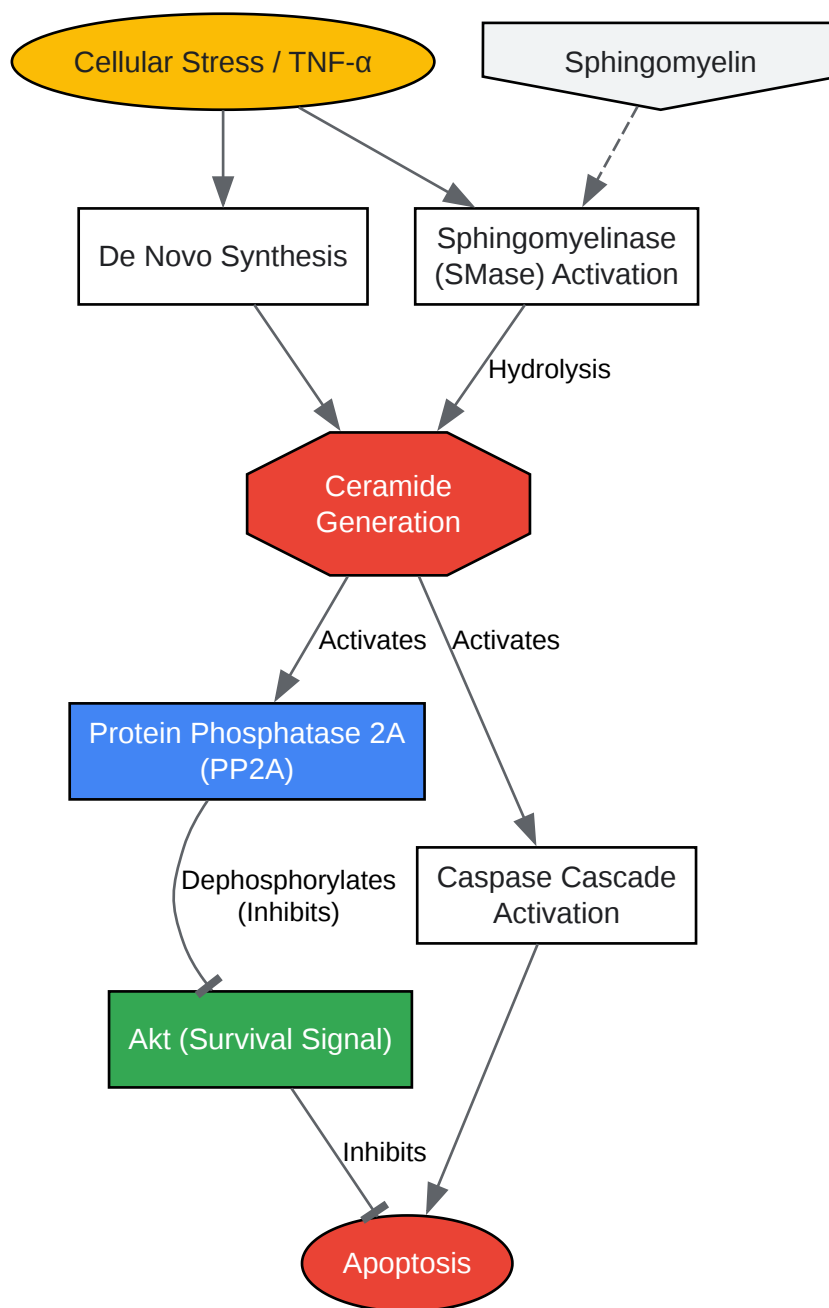 Cellular Stress / TNF-α
Sphingomyelin
De Novo Synthesis
Sphingomyelinase
(SMase) Activation
Hydrolysis
Ceramide
Generation
Activates
Activates
Protein Phosphatase 2A
(PP2A)
Dephosphorylates
(Inhibits)
Caspase Cascade
Activation
Akt (Survival Signal)
Inhibits
Apoptosis